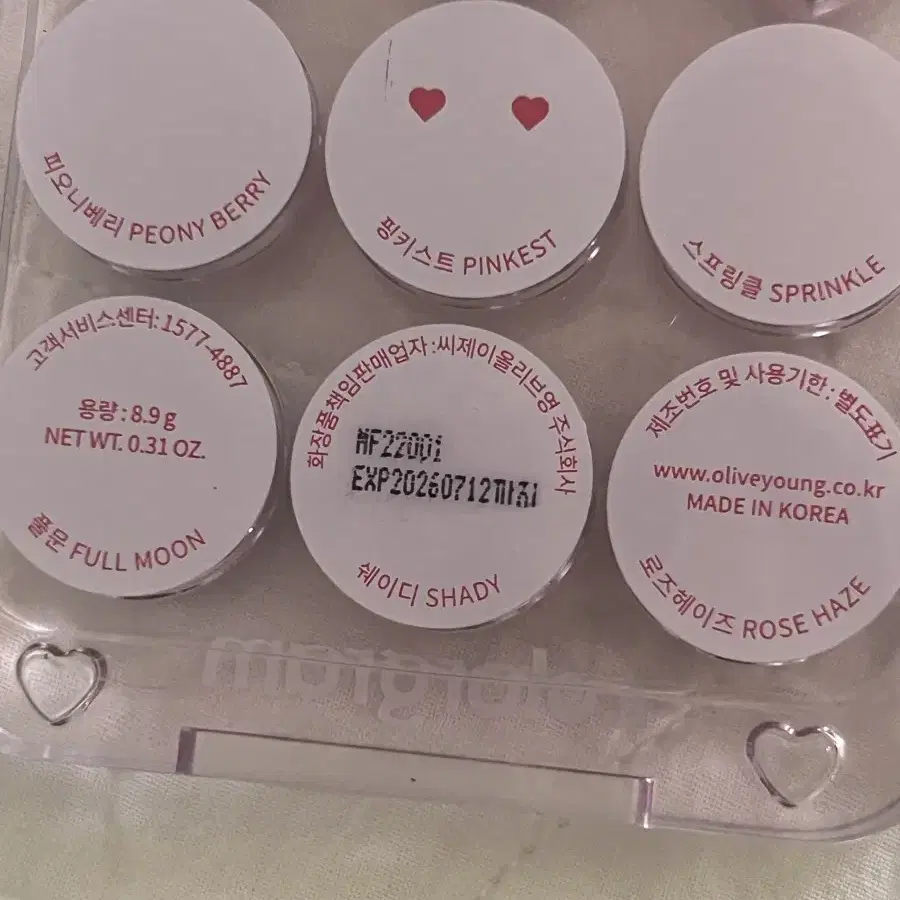 피오니베리 PEONY BERRY
핑키스트 PINKEST
스프링클 SPRINKLE
고객서비스센터: 1577-4887
용량 : 8.9 g
NET WT. 0.31 OZ.
풀문 FULL MOON
화장품책임판매업자 :씨제이올리브영 주식회사
MF22001
EXP20260712까지
쉐이디 SHADY
제조번호 및 사용기한 : 별도표기
www.oliveyoung.co.kr
MADE IN KOREA
로즈헤이즈 ROSE HAZE